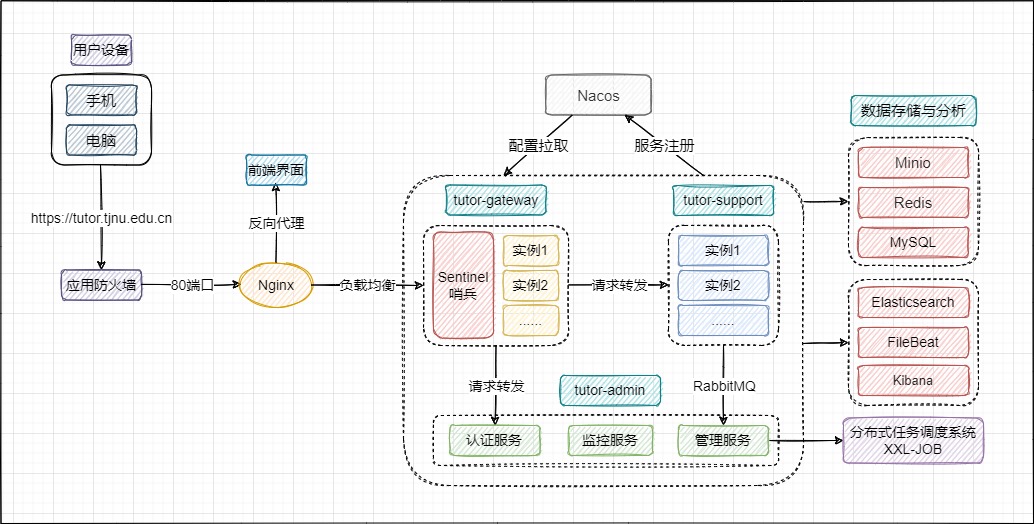 用户设备
手机
电脑
https://tutor.tjnu.edu.cn
应用防火墙
80端口
Nginx
反向代理
前端界面
负载均衡
Nacos
配置拉取
服务注册
tutor-gateway
Sentinel
哨兵
实例1
实例2
......
请求转发
tutor-support
实例1
实例2
......
请求转发
RabbitMQ
tutor-admin
认证服务
监控服务
管理服务
数据存储与分析
Minio
Redis
MySQL
Elasticsearch
FileBeat
Kibana
分布式任务调度系统
XXL-JOB